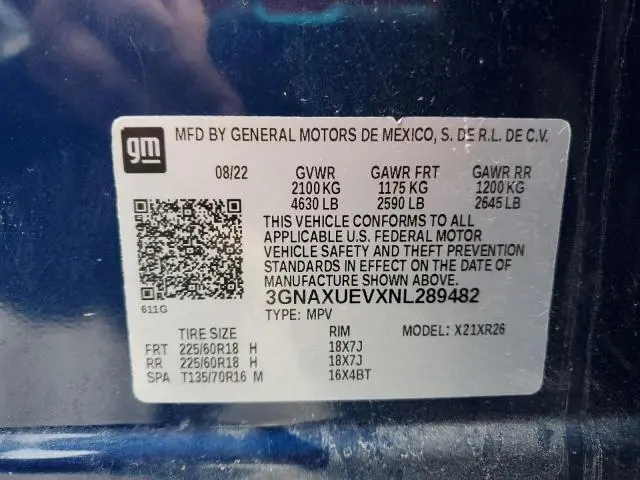 gm MFD BY GENERAL MOTORS DE MEXICO, S. DE R.L. DE C.V.
08/22 GVWR GAWR FRT GAWR RR
2100 KG 1175 KG 1200 KG
4630 LB 2590 LB 2645 LB
THIS VEHICLE CONFORMS TO ALL
APPLICABLE U.S. FEDERAL MOTOR
VEHICLE SAFETY AND THEFT PREVENTION
STANDARDS IN EFFECT ON THE DATE OF
MANUFACTURE SHOWN ABOVE.
3GNAXUEVXNL289482
611G
TYPE: MPV
TIRE SIZE RIM MODEL: X21XR26
FRT 225/60R18 H 18X7J
RR 225/60R18 H 18X7J
SPA T135/70R16 M 16X4BT